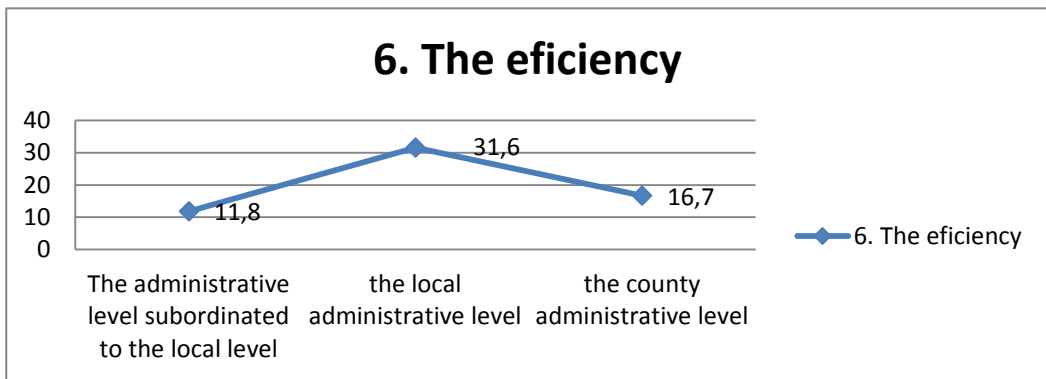 6. The eficiency
40
30
20
10
0
11,8
31,6
16,7
6. The eficiency
The administrative
level subordinated
to the local level
the local
administrative level
the county
administrative level